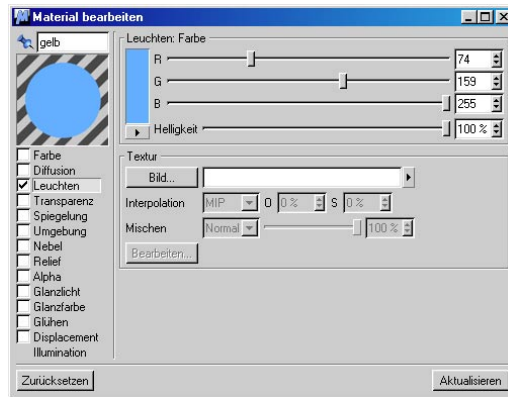 Material bearbeiten
gelb
Farbe
Diffusion
Leuchten
Transparenz
Spiegelung
Umgebung
Nebel
Relief
Alpha
Glanzlicht
Glanzfarbe
Glühen
Displacement
Illumination
Leuchten: Farbe
R 74
G 159
B 255
Helligkeit 100 %
Textur
Bild...
Interpolation MIP O 0 % S 0 %
Mischen Normal 100 %
Bearbeiten...
Zurücksetzen Aktualisieren